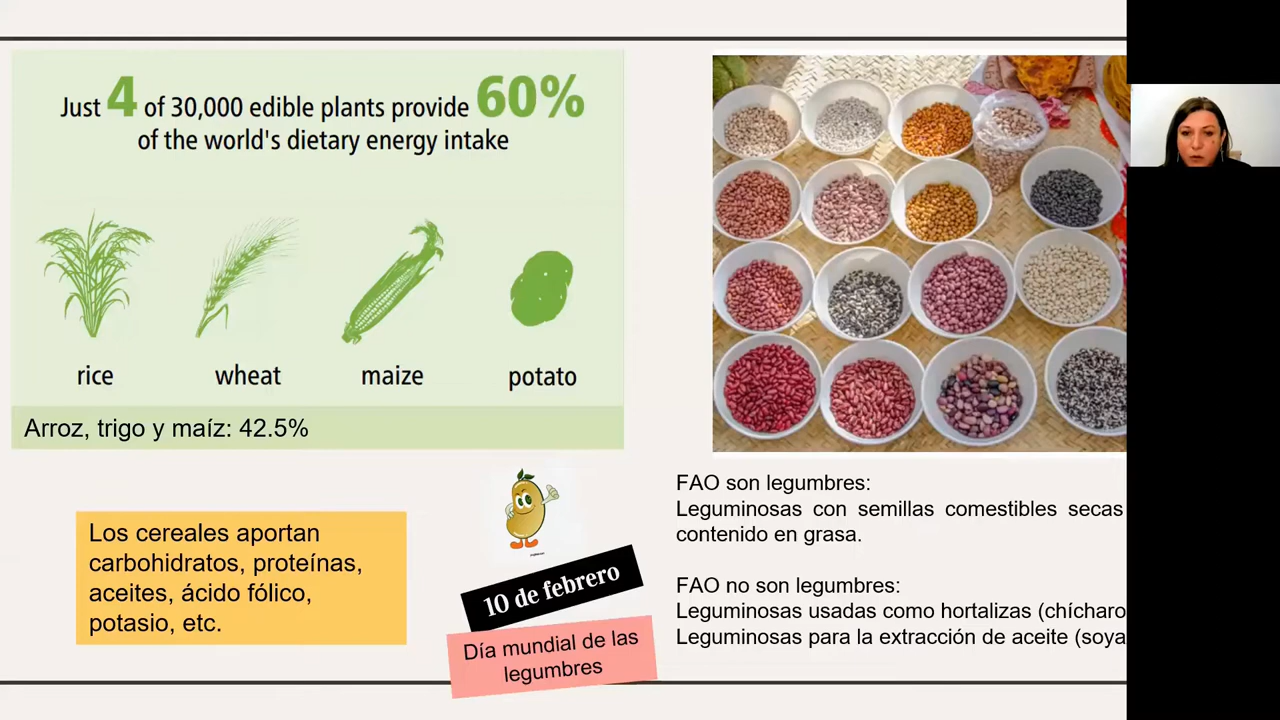 Just 4 of 30,000 edible plants provide 60%
of the world's dietary energy intake
rice wheat maize potato
Arroz, trigo y maíz: 42.5%
Los cereales aportan
carbohidratos, proteínas,
aceites, ácido fólico,
potasio, etc.
10 de febrero
Día mundial de las
legumbres
FAO son legumbres:
Leguminosas con semillas comestibles secas
contenido en grasa.
FAO no son legumbres:
Leguminosas usadas como hortalizas (chícharo
Leguminosas para la extracción de aceite (soya